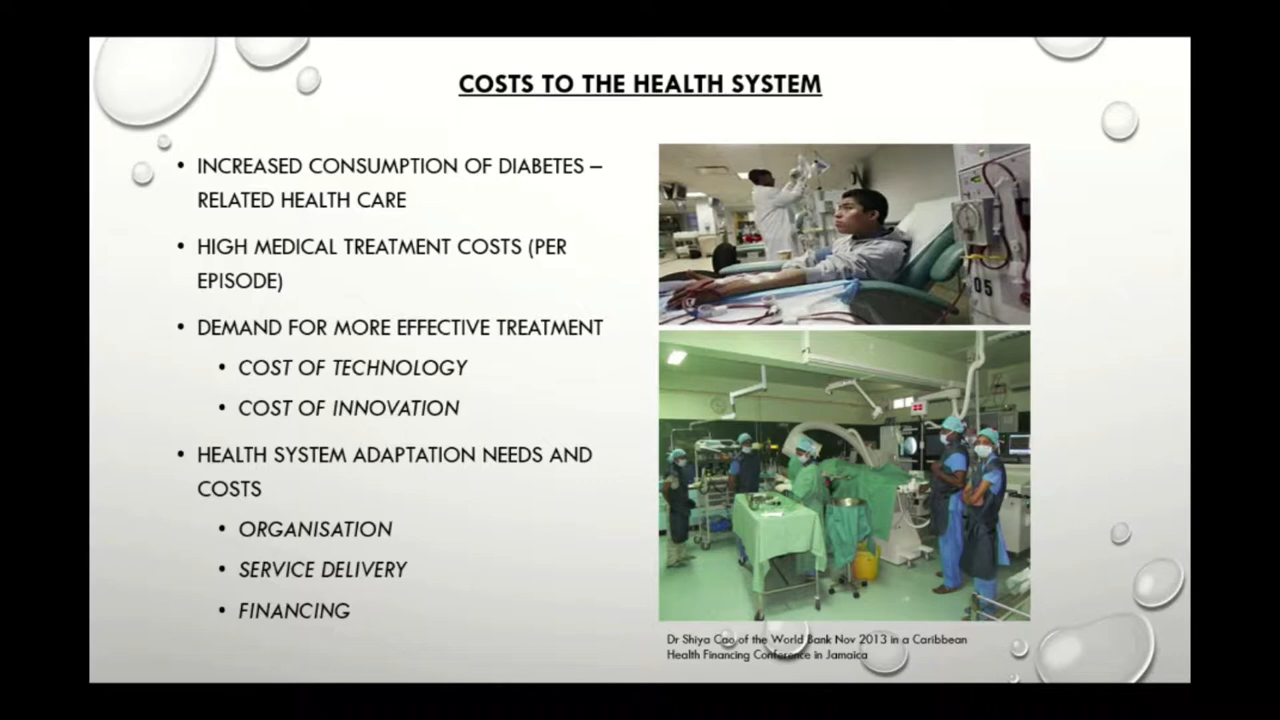 COSTS TO THE HEALTH SYSTEM
• INCREASED CONSUMPTION OF DIABETES –
RELATED HEALTH CARE
• HIGH MEDICAL TREATMENT COSTS (PER
EPISODE)
• DEMAND FOR MORE EFFECTIVE TREATMENT
• COST OF TECHNOLOGY
• COST OF INNOVATION
• HEALTH SYSTEM ADAPTATION NEEDS AND
COSTS
• ORGANISATION
• SERVICE DELIVERY
• FINANCING
05
Dr Shiya Cao of the World Bank Nov 2013 in a Caribbean
Health Financing Conference in Jamaica